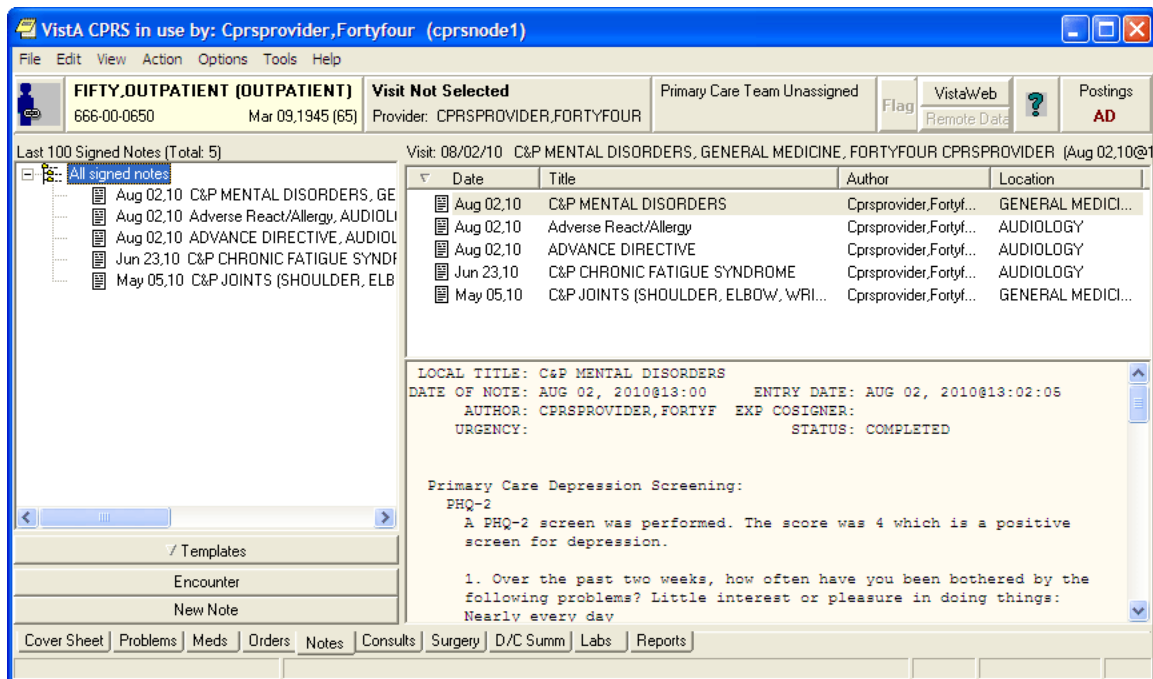 VistA CPRS in use by: Cprsprovider,Fortyfour (cprsnode1)
File Edit View Action Options Tools Help
FIFTY,OUTPATIENT (OUTPATIENT)
666-00-0650 Mar 09,1945 (65)
Visit Not Selected
Provider: CPRSPROVIDER,FORTYFOUR
Primary Care Team Unassigned
Flag
VistaWeb
Remote Data
?
Postings
AD
Last 100 Signed Notes (Total: 5)
All signed notes
Aug 02,10 C&P MENTAL DISORDERS, GE
Aug 02,10 Adverse React/Allergy, AUDIOL
Aug 02,10 ADVANCE DIRECTIVE, AUDIOL
Jun 23,10 C&P CHRONIC FATIGUE SYNDR
May 05,10 C&P JOINTS (SHOULDER, ELB
Templates
Encounter
New Note
Visit: 08/02/10 C&P MENTAL DISORDERS, GENERAL MEDICINE, FORTYFOUR CPRSPROVIDER (Aug 02,10@1
Date Title Author Location
Aug 02,10 C&P MENTAL DISORDERS Cprsprovider,Fortyf... GENERAL MEDICI...
Aug 02,10 Adverse React/Allergy Cprsprovider,Fortyf... AUDIOLOGY
Aug 02,10 ADVANCE DIRECTIVE Cprsprovider,Fortyf... AUDIOLOGY
Jun 23,10 C&P CHRONIC FATIGUE SYNDROME Cprsprovider,Fortyf... AUDIOLOGY
May 05,10 C&P JOINTS (SHOULDER, ELBOW, WRI... Cprsprovider,Fortyf... GENERAL MEDICI...
LOCAL TITLE: C&P MENTAL DISORDERS
DATE OF NOTE: AUG 02, 2010@13:00 ENTRY DATE: AUG 02, 2010@13:02:05
AUTHOR: CPRSPROVIDER,FORTYF EXP COSIGNER:
URGENCY: STATUS: COMPLETED
Primary Care Depression Screening:
PHQ-2
A PHQ-2 screen was performed. The score was 4 which is a positive
screen for depression.
1. Over the past two weeks, how often have you been bothered by the
following problems? Little interest or pleasure in doing things:
Nearly every day
Cover Sheet Problems Meds Orders Notes Consults Surgery D/C Summ Labs Reports